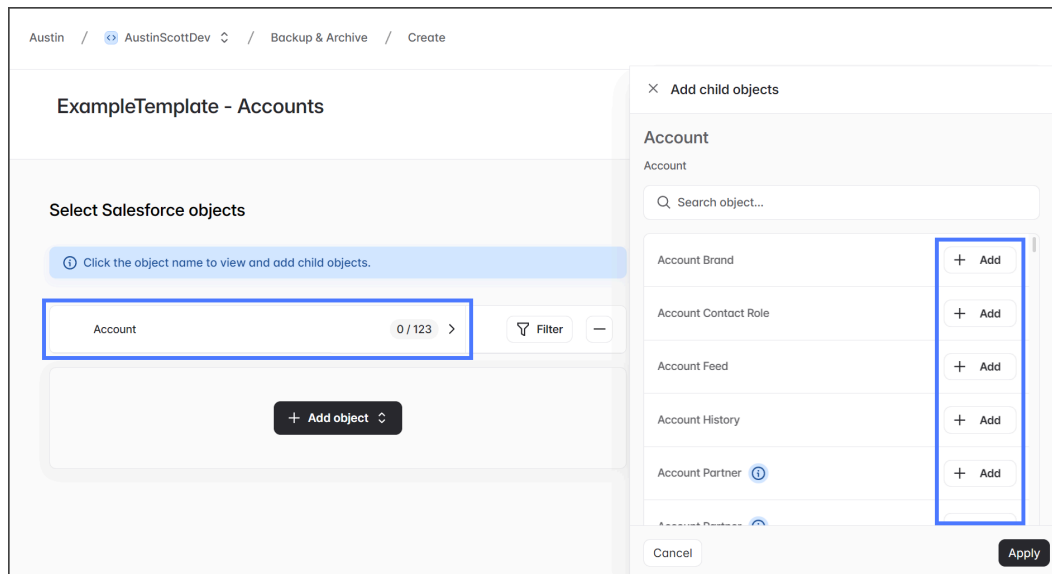 Austin / AustinScottDev / Backup & Archive / Create
ExampleTemplate - Accounts
Select Salesforce objects
Click the object name to view and add child objects.
Account 0 / 123 Filter
Add object
Add child objects
Account
Account
Search object...
Account Brand Add
Account Contact Role Add
Account Feed Add
Account History Add
Account Partner Add
Account Partner
Cancel Apply